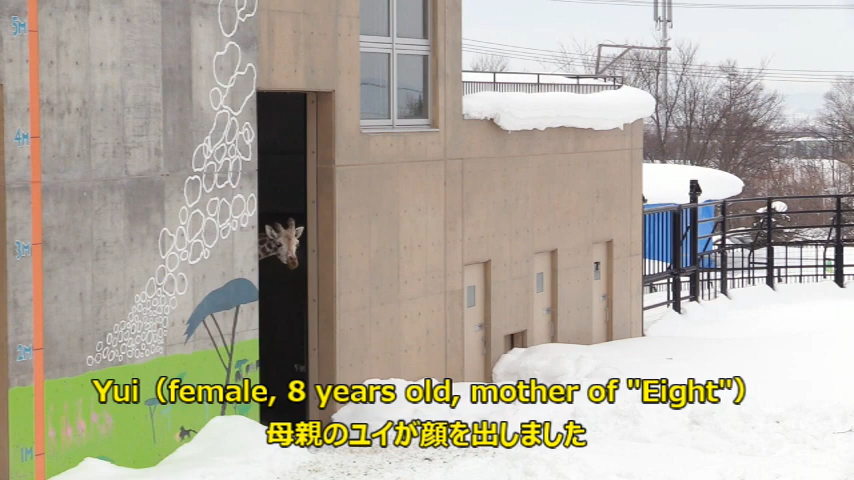 5M
4M
3M
2M
1M
Yui（female, 8 years old, mother of "Eight"）
母親のユイが顔を出しました